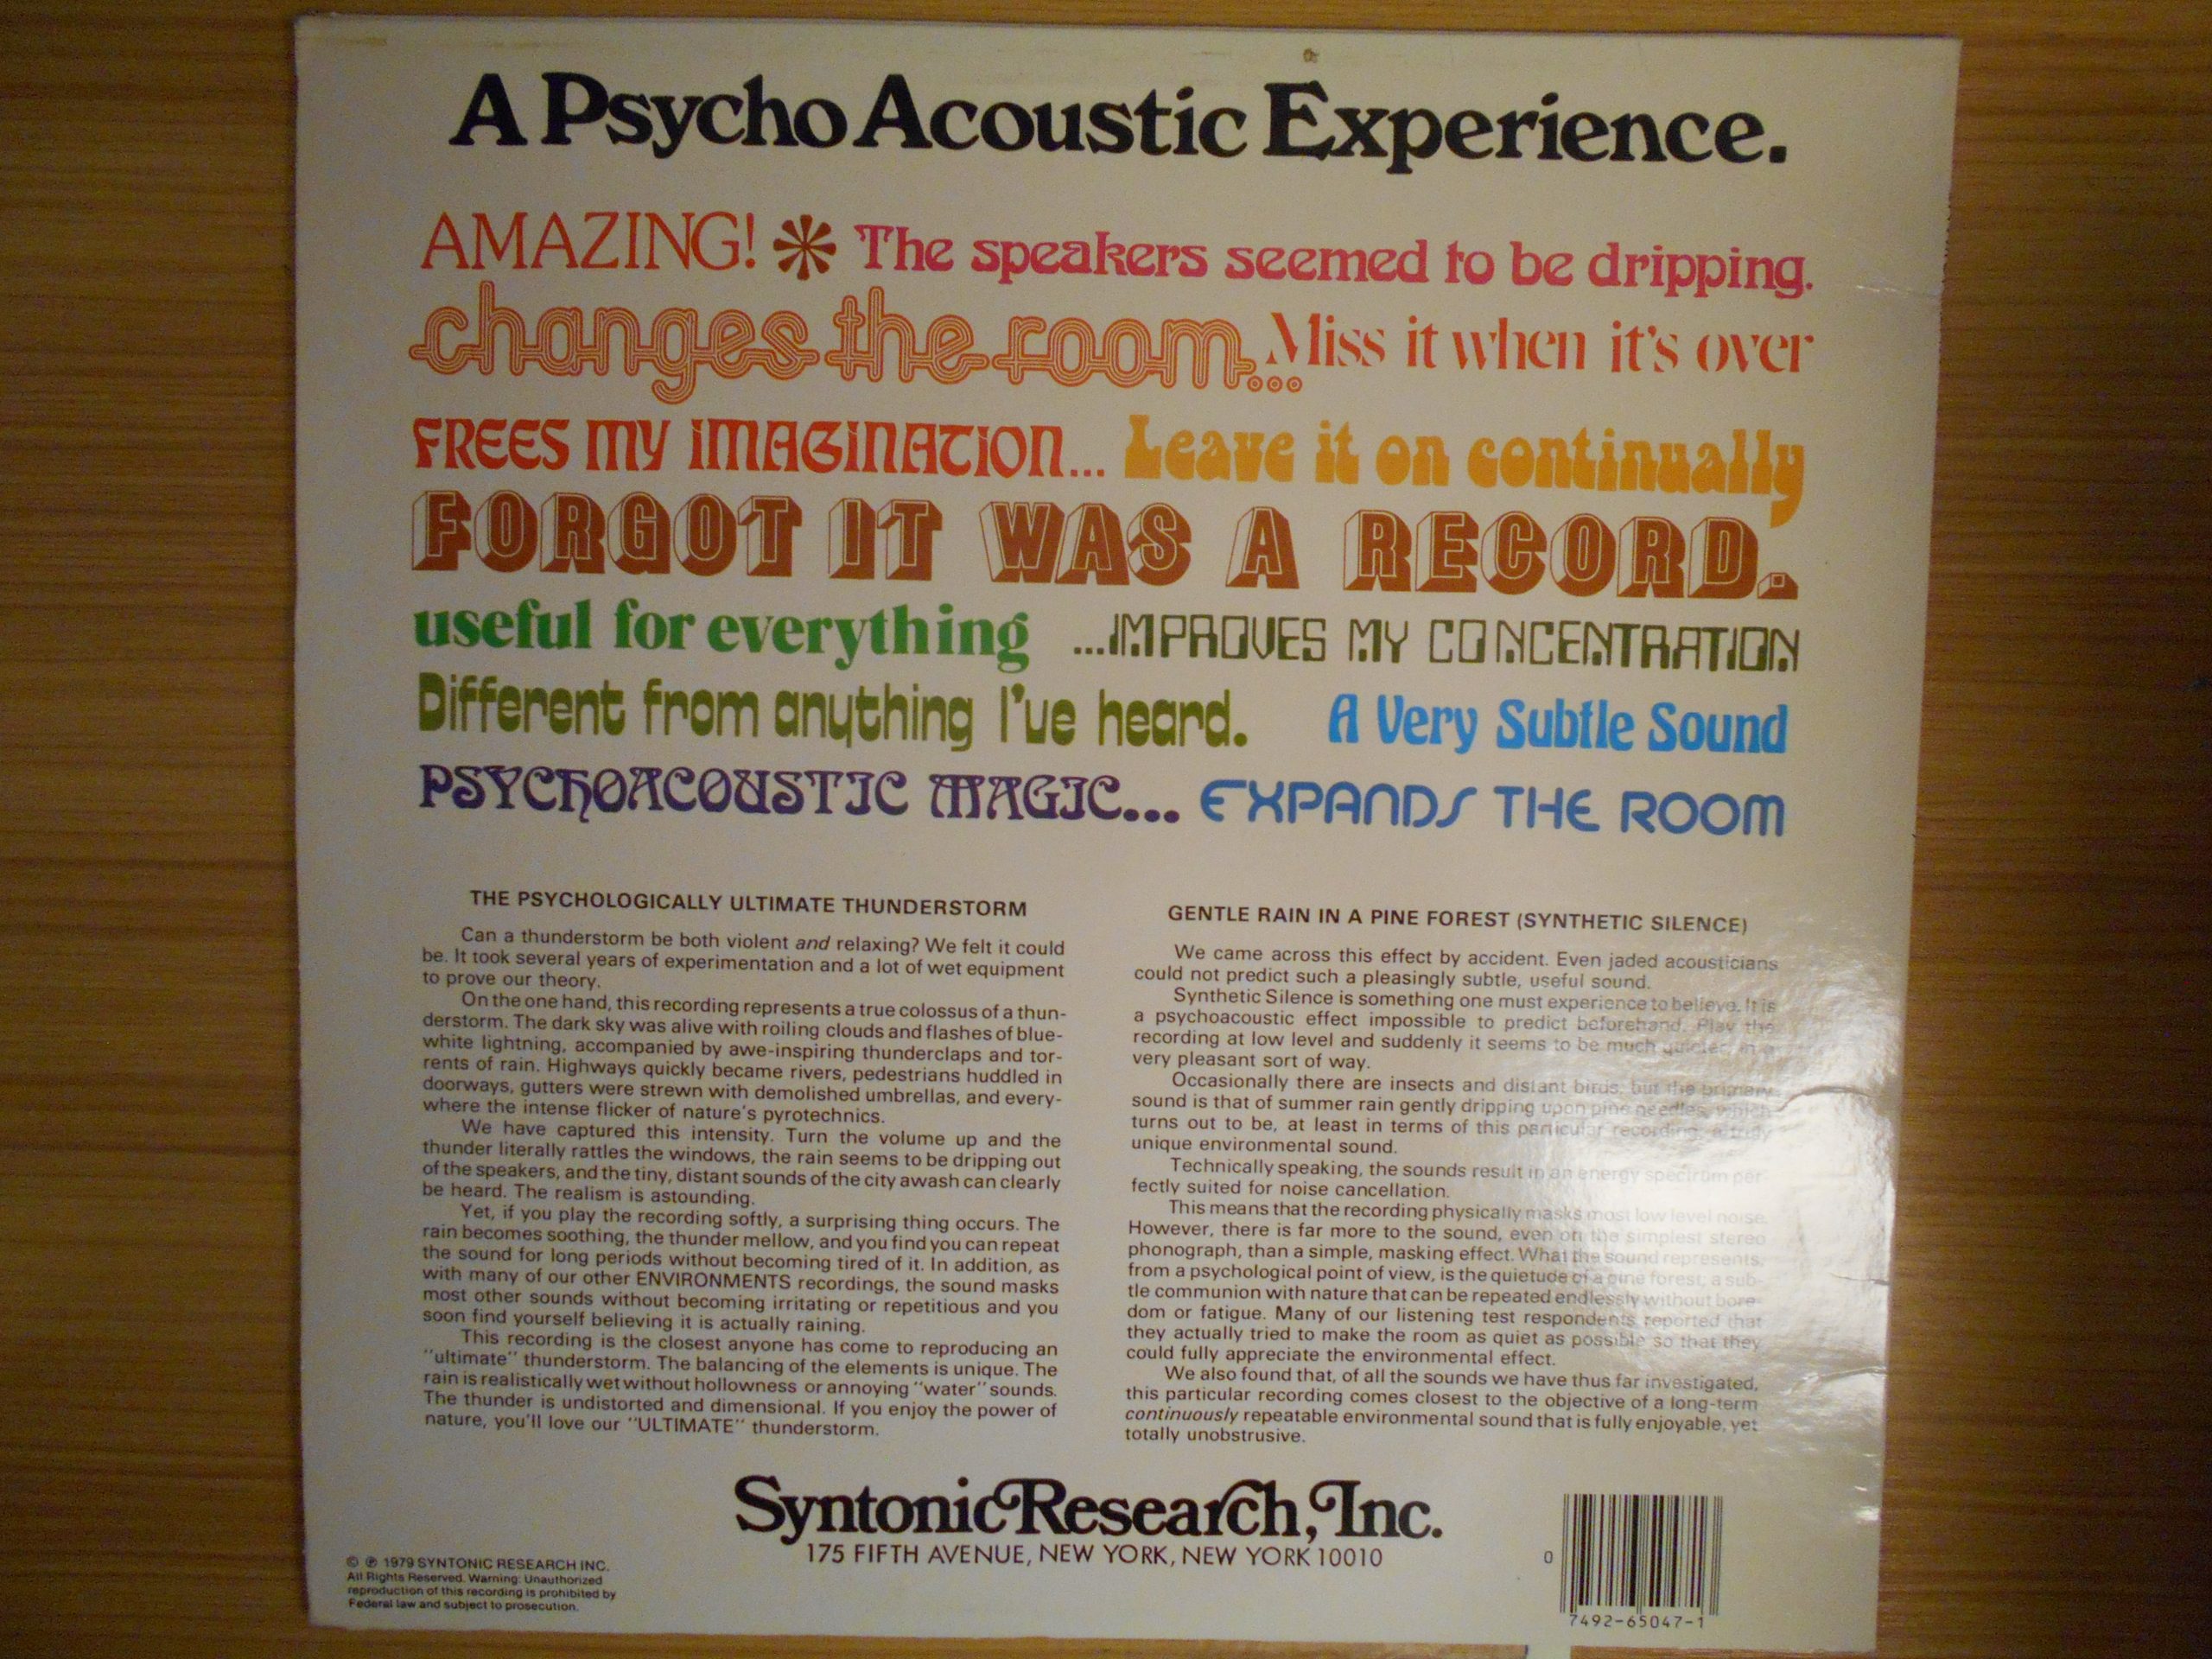 A Psycho Acoustic Experience.
AMAZING! * The speakers seemed to be dripping.
changes the room... Miss it when it's over
FREES MY IMAGINATION... Leave it on continually
FORGOT IT WAS A RECORD.
useful for everything ...IMPROVES MY CONCENTRATION
Different from anything I've heard. A Very Subtle Sound
PSYCHOACOUSTIC MAGIC... EXPANDS THE ROOM
THE PSYCHOLOGICALLY ULTIMATE THUNDERSTORM
Can a thunderstorm be both violent and relaxing? We felt it could
be. It took several years of experimentation and a lot of wet equipment
to prove our theory.
On the one hand, this recording represents a true colossus of a thun-
derstorm. The dark sky was alive with roiling clouds and flashes of blue-
white lightning, accompanied by awe-inspiring thunderclaps and tor-
rents of rain. Highways quickly became rivers, pedestrians huddled in
doorways, gutters were strewn with demolished umbrellas, and every-
where the intense flicker of nature's pyrotechnics.
We have captured this intensity. Turn the volume up and the
thunder literally rattles the windows, the rain seems to be dripping out
of the speakers, and the tiny, distant sounds of the city awash can clearly
be heard. The realism is astounding.
Yet, if you play the recording softly, a surprising thing occurs. The
rain becomes soothing, the thunder mellow, and you find you can repeat
the sound for long periods without becoming tired of it. In addition, as
with many of our other ENVIRONMENTS recordings, the sound masks
most other sounds without becoming irritating or repetitious and you
soon find yourself believing it is actually raining.
This recording is the closest anyone has come to reproducing an
"ultimate" thunderstorm. The balancing of the elements is unique. The
rain is realistically wet without hollowness or annoying "water" sounds.
The thunder is undistorted and dimensional. If you enjoy the power of
nature, you'll love our "ULTIMATE" thunderstorm.
GENTLE RAIN IN A PINE FOREST (SYNTHETIC SILENCE)
We came across this effect by accident. Even jaded acousticians
could not predict such a pleasingly subtle, useful sound.
Synthetic Silence is something one must experience to believe. It is
a psychoacoustic effect impossible to predict beforehand. Play the
recording at low level and suddenly it seems to be much quieter in a
very pleasant sort of way.
Occasionally there are insects and distant birds, but the primary
sound is that of summer rain gently dripping upon pine needles, which
turns out to be, at least in terms of this particular recording, a truly
unique environmental sound.
Technically speaking, the sounds result in an energy spectrum per-
fectly suited for noise cancellation.
This means that the recording physically masks most low level noise.
However, there is far more to the sound, even on the simplest stereo
phonograph, than a simple, masking effect. What the sound represents,
from a psychological point of view, is the quietude of a pine forest, a sub-
tle communion with nature that can be repeated endlessly without bore-
dom or fatigue. Many of our listening test respondents reported that
they actually tried to make the room as quiet as possible so that they
could fully appreciate the environmental effect.
We also found that, of all the sounds we have thus far investigated,
this particular recording comes closest to the objective of a long-term
continuously repeatable environmental sound that is fully enjoyable, yet
totally unobstrusive.
Syntonic Research, Inc.
175 FIFTH AVENUE, NEW YORK, NEW YORK 10010
© ℗ 1979 SYNTONIC RESEARCH INC.
All Rights Reserved. Warning: Unauthorized
reproduction of this recording is prohibited by
Federal law and subject to prosecution.
0
7492-65047-1